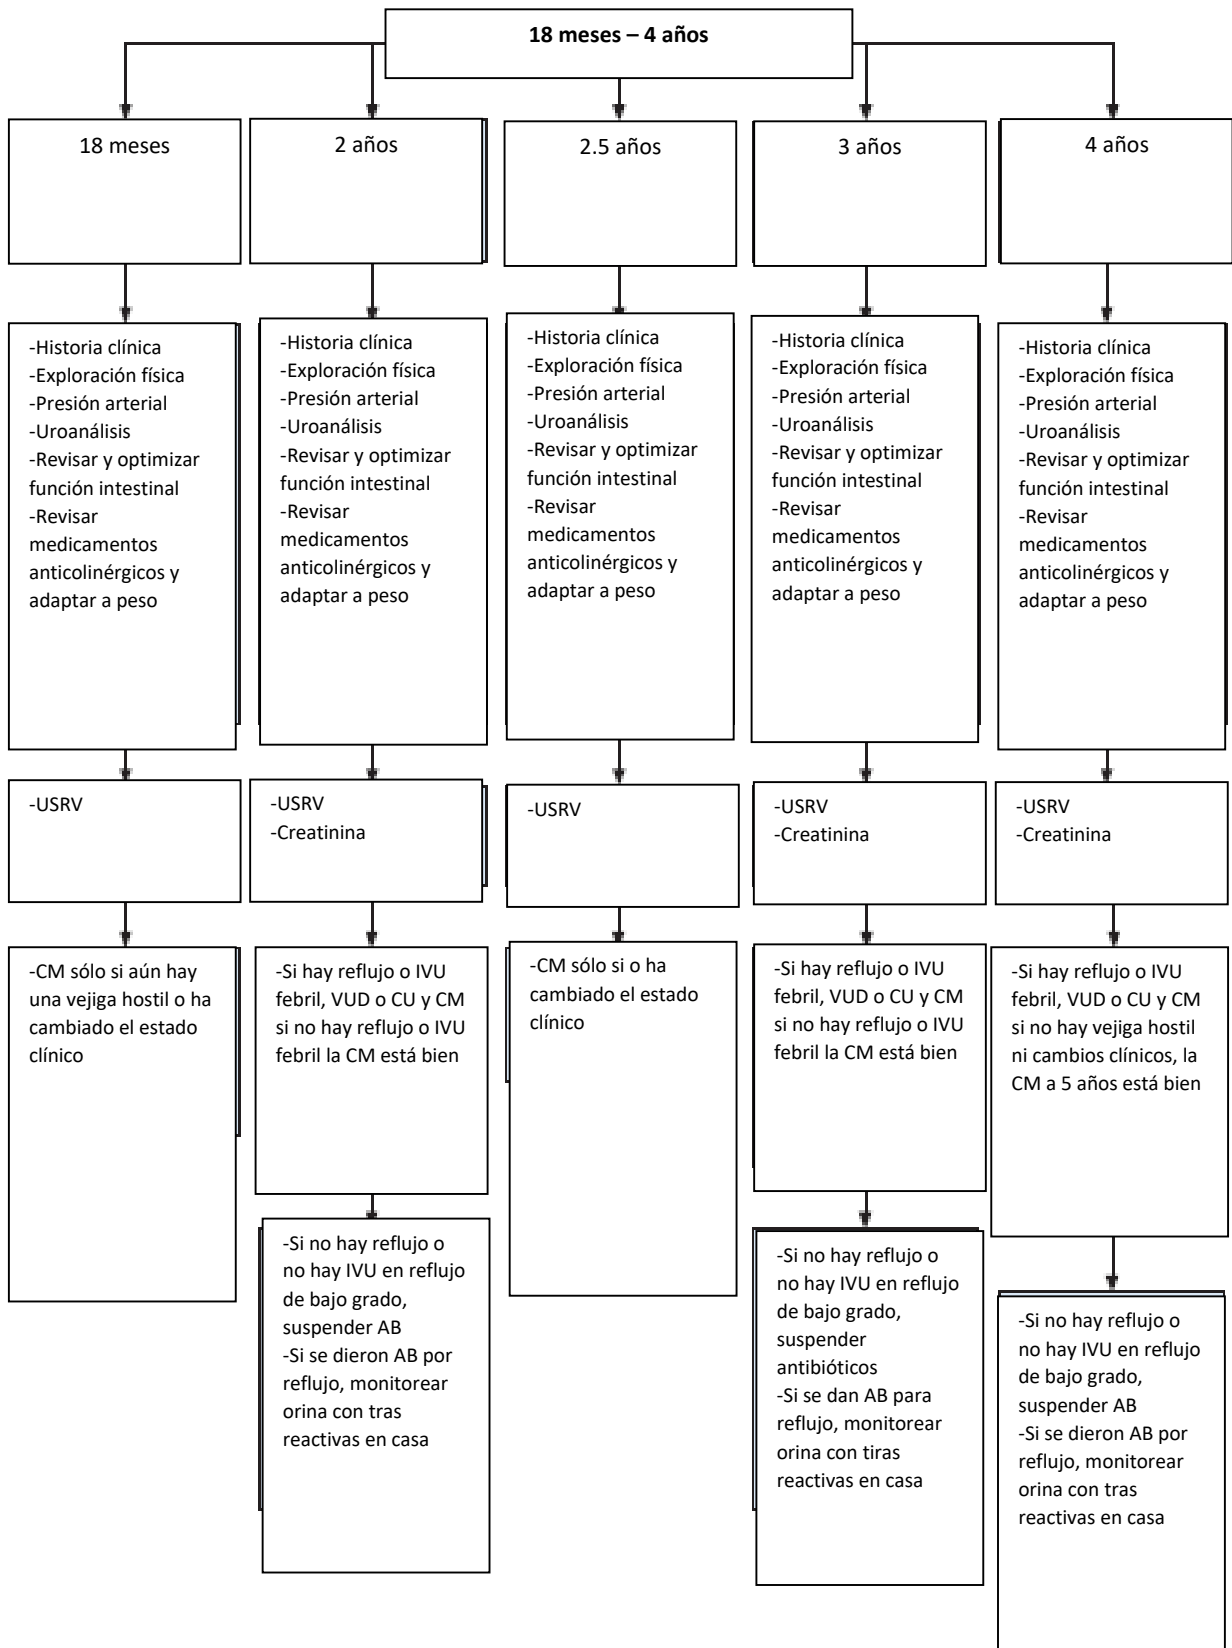 18 meses – 4 años
18 meses
2 años
2.5 años
3 años
4 años
-Historia clínica
-Exploración física
-Presión arterial
-Uroanálisis
-Revisar y optimizar
función intestinal
-Revisar
medicamentos
anticolinérgicos y
adaptar a peso
-Historia clínica
-Exploración física
-Presión arterial
-Uroanálisis
-Revisar y optimizar
función intestinal
-Revisar
medicamentos
anticolinérgicos y
adaptar a peso
-Historia clínica
-Exploración física
-Presión arterial
-Uroanálisis
-Revisar y optimizar
función intestinal
-Revisar
medicamentos
anticolinérgicos y
adaptar a peso
-Historia clínica
-Exploración física
-Presión arterial
-Uroanálisis
-Revisar y optimizar
función intestinal
-Revisar
medicamentos
anticolinérgicos y
adaptar a peso
-Historia clínica
-Exploración física
-Presión arterial
-Uroanálisis
-Revisar y optimizar
función intestinal
-Revisar
medicamentos
anticolinérgicos y
adaptar a peso
-USRV
-USRV
-Creatinina
-USRV
-USRV
-Creatinina
-USRV
-Creatinina
-CM sólo si aún hay
una vejiga hostil o ha
cambiado el estado
clínico
-Si hay reflujo o IVU
febril, VUD o CU y CM
si no hay reflujo o IVU
febril la CM está bien
-CM sólo si o ha
cambiado el estado
clínico
-Si hay reflujo o IVU
febril, VUD o CU y CM
si no hay reflujo o IVU
febril la CM está bien
-Si hay reflujo o IVU
febril, VUD o CU y CM
si no hay vejiga hostil
ni cambios clínicos, la
CM a 5 años está bien
-Si no hay reflujo o
no hay IVU en reflujo
de bajo grado,
suspender AB
-Si se dieron AB por
reflujo, monitorear
orina con tras
reactivas en casa
-Si no hay reflujo o
no hay IVU en reflujo
de bajo grado,
suspender
antibióticos
-Si se dan AB para
reflujo, monitorear
orina con tiras
reactivas en casa
-Si no hay reflujo o
no hay IVU en reflujo
de bajo grado,
suspender AB
-Si se dieron AB por
reflujo, monitorear
orina con tras
reactivas en casa